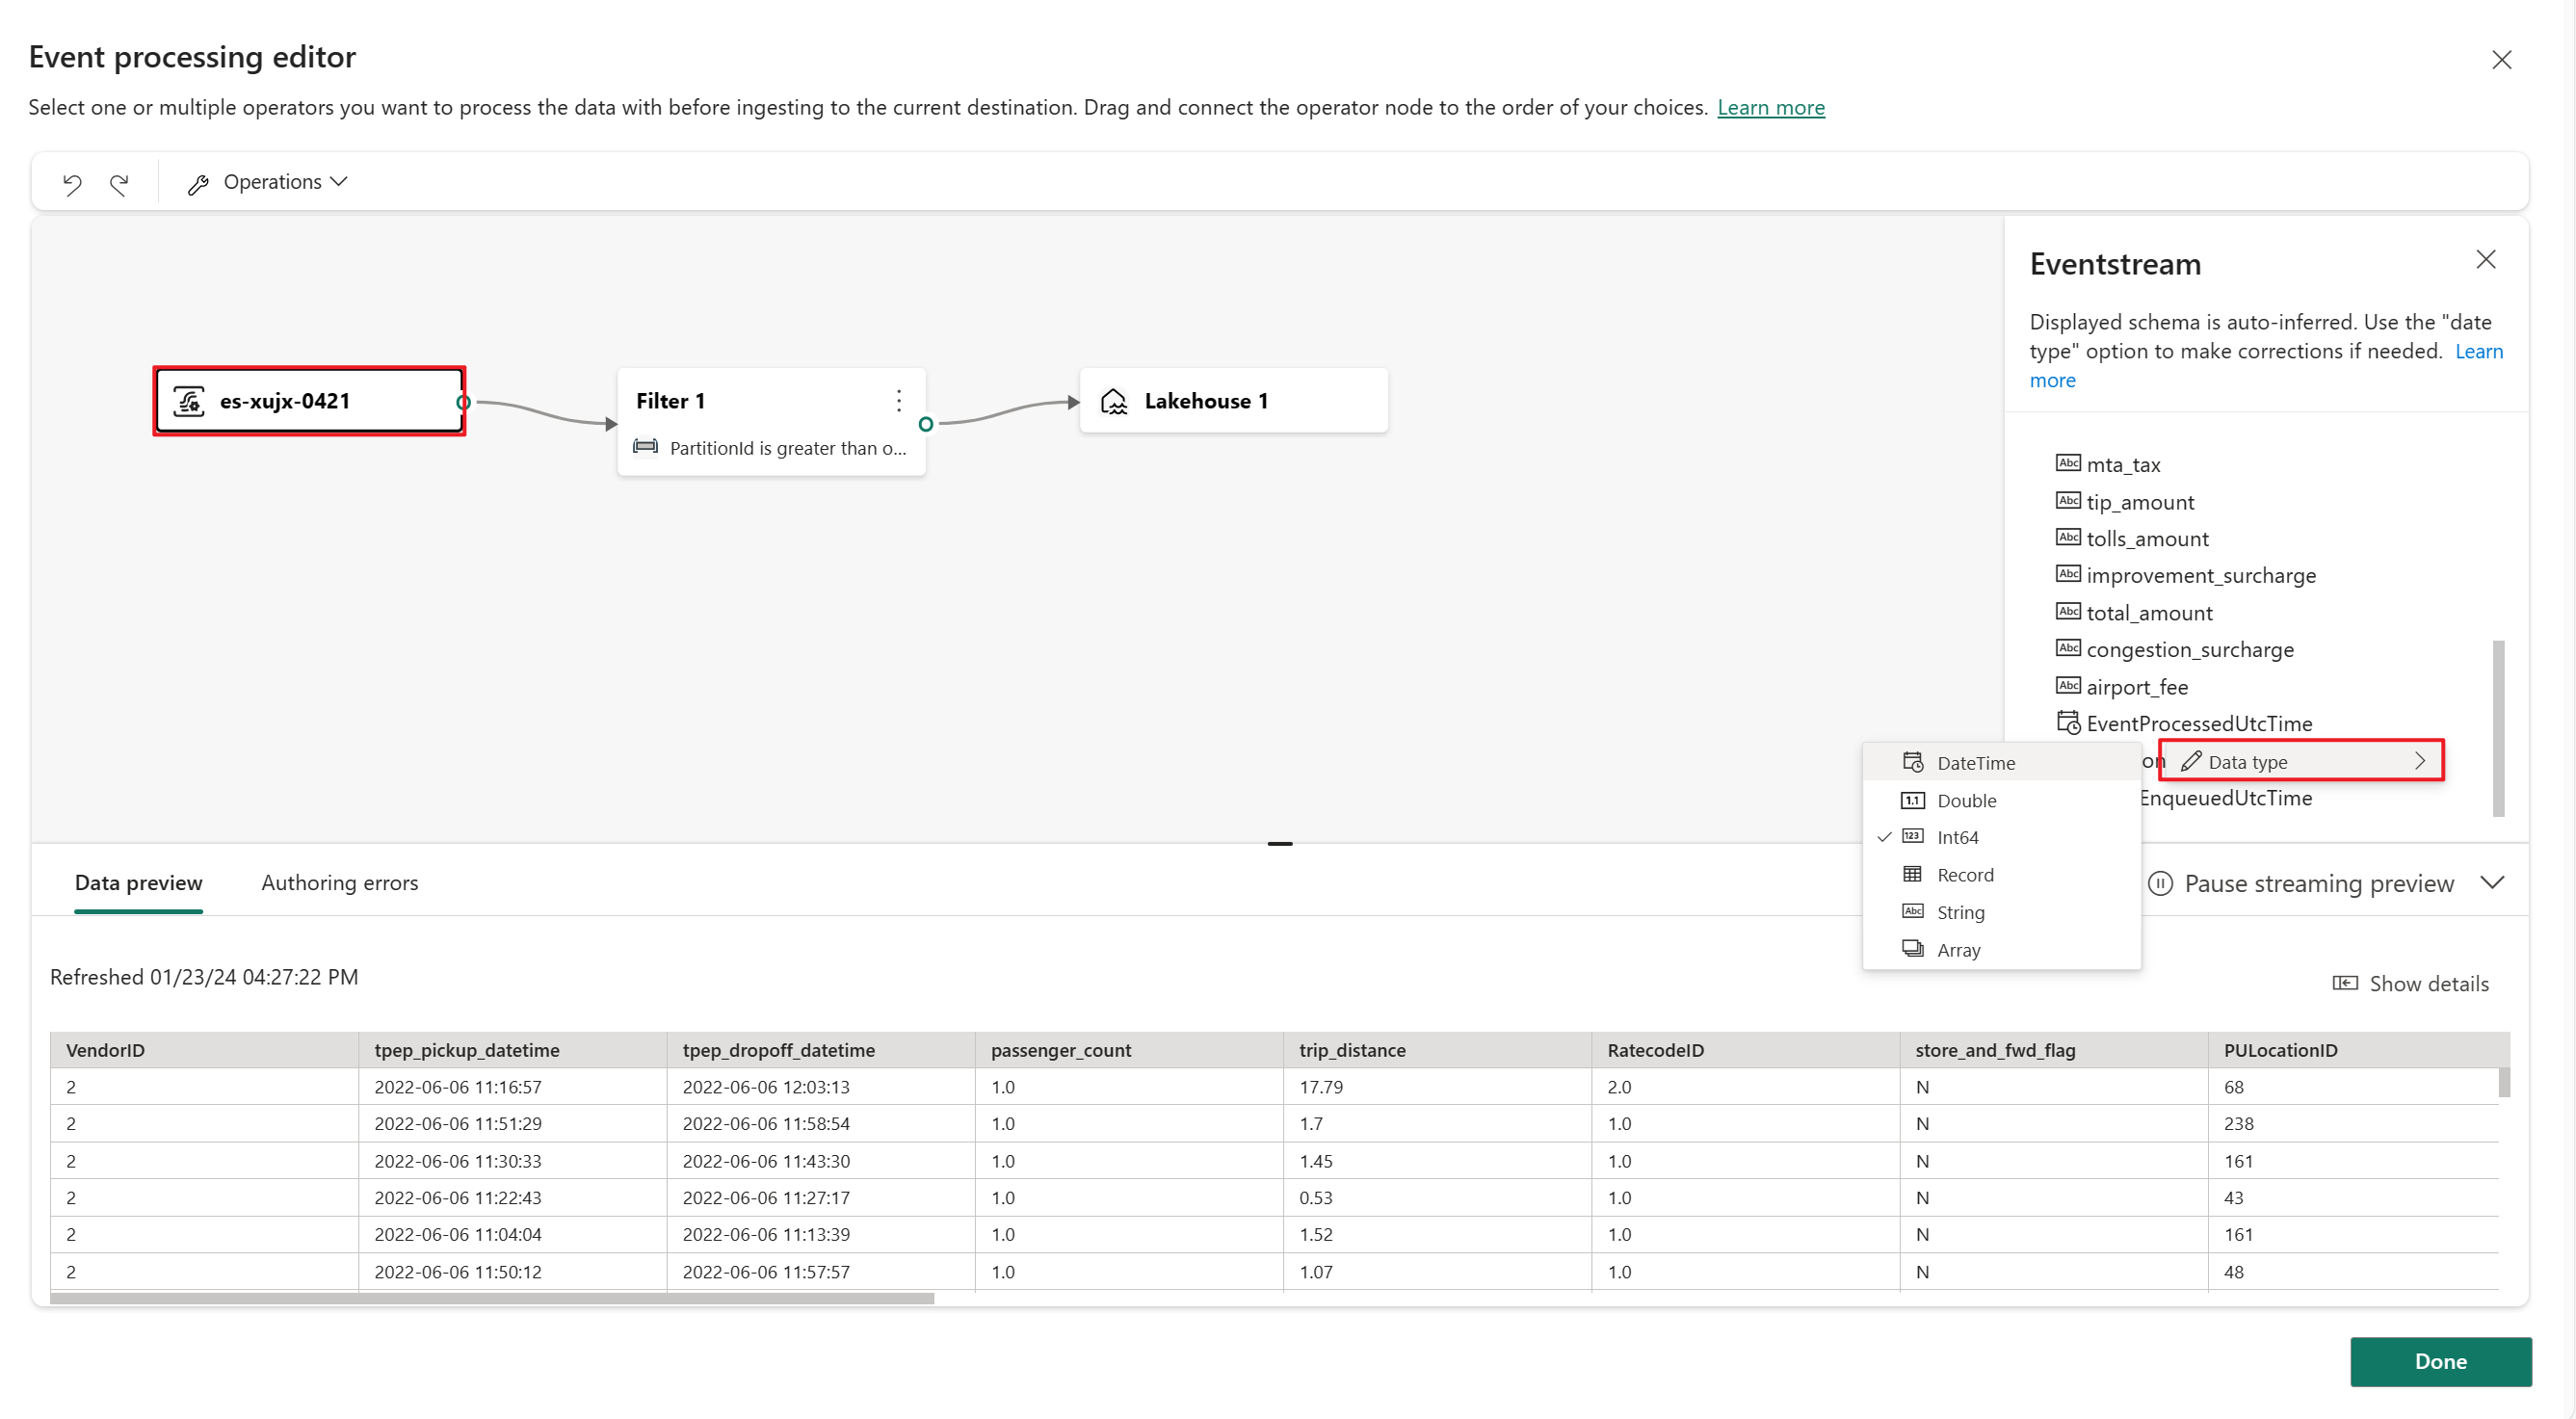 Event processing editor
Select one or multiple operators you want to process the data with before ingesting to the current destination. Drag and connect the operator node to the order of your choices. Learn more
Operations
es-xujx-0421
Filter 1
PartitionId is greater than o...
Lakehouse 1
Eventstream
Displayed schema is auto-inferred. Use the "date
type" option to make corrections if needed. Learn
more
Abc mta_tax
Abc tip_amount
Abc tolls_amount
Abc improvement_surcharge
Abc total_amount
Abc congestion_surcharge
Abc airport_fee
EventProcessedUtcTime
on Data type
EnqueuedUtcTime
DateTime
1.1 Double
123 Int64
Record
Abc String
Array
Data preview Authoring errors
Pause streaming preview
Refreshed 01/23/24 04:27:22 PM
Show details
VendorID tpep_pickup_datetime tpep_dropoff_datetime passenger_count trip_distance RatecodeID store_and_fwd_flag PULocationID
2 2022-06-06 11:16:57 2022-06-06 12:03:13 1.0 17.79 2.0 N 68
2 2022-06-06 11:51:29 2022-06-06 11:58:54 1.0 1.7 1.0 N 238
2 2022-06-06 11:30:33 2022-06-06 11:43:30 1.0 1.45 1.0 N 161
2 2022-06-06 11:22:43 2022-06-06 11:27:17 1.0 0.53 1.0 N 43
2 2022-06-06 11:04:04 2022-06-06 11:13:39 1.0 1.52 1.0 N 161
2 2022-06-06 11:50:12 2022-06-06 11:57:57 1.0 1.07 1.0 N 48
Done